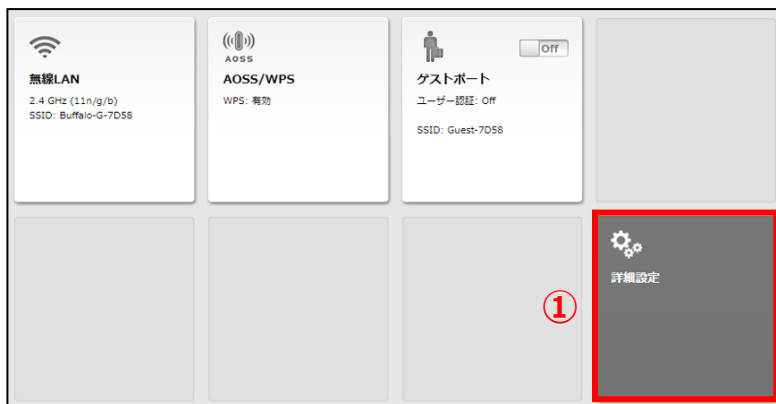 無線LAN
2.4 GHz (11n/g/b)
SSID: Buffalo-G-7D58
AOSS
AOSS/WPS
WPS: 有効
Off
ゲストポート
ユーザー認証: Off
SSID: Guest-7D58
①
詳細設定